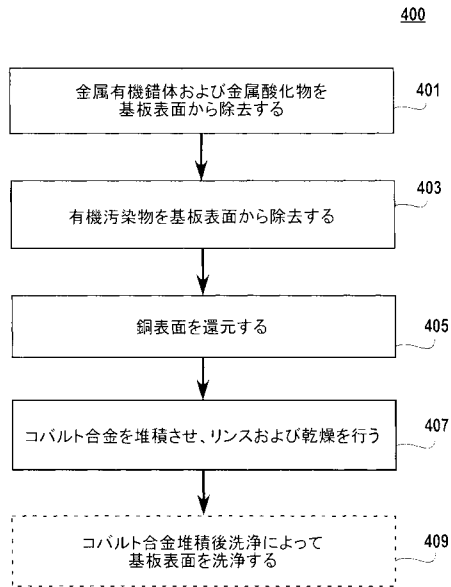 400
金属有機錯体および金属酸化物を
基板表面から除去する
401
有機汚染物を基板表面から除去する
403
銅表面を還元する
405
コバルト合金を堆積させ、リンスおよび乾燥を行う
407
コバルト合金堆積後洗浄によって
基板表面を洗浄する
409